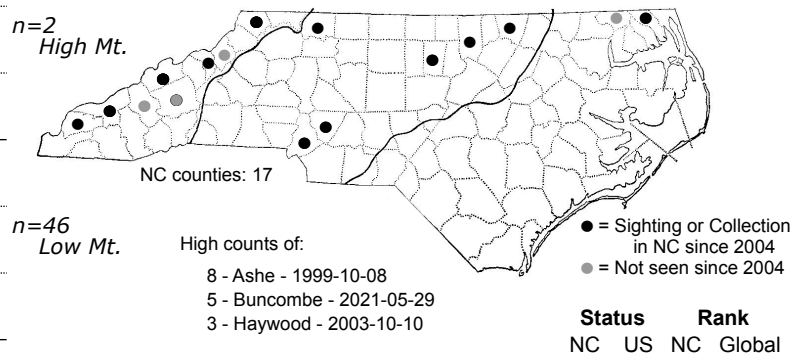 n=2
High Mt.
NC counties: 17
n=46
Low Mt.
High counts of:
8 - Ashe - 1999-10-08
5 - Buncombe - 2021-05-29
3 - Haywood - 2003-10-10
= Sighting or Collection
in NC since 2004
= Not seen since 2004
Status Rank
NC US NC Global